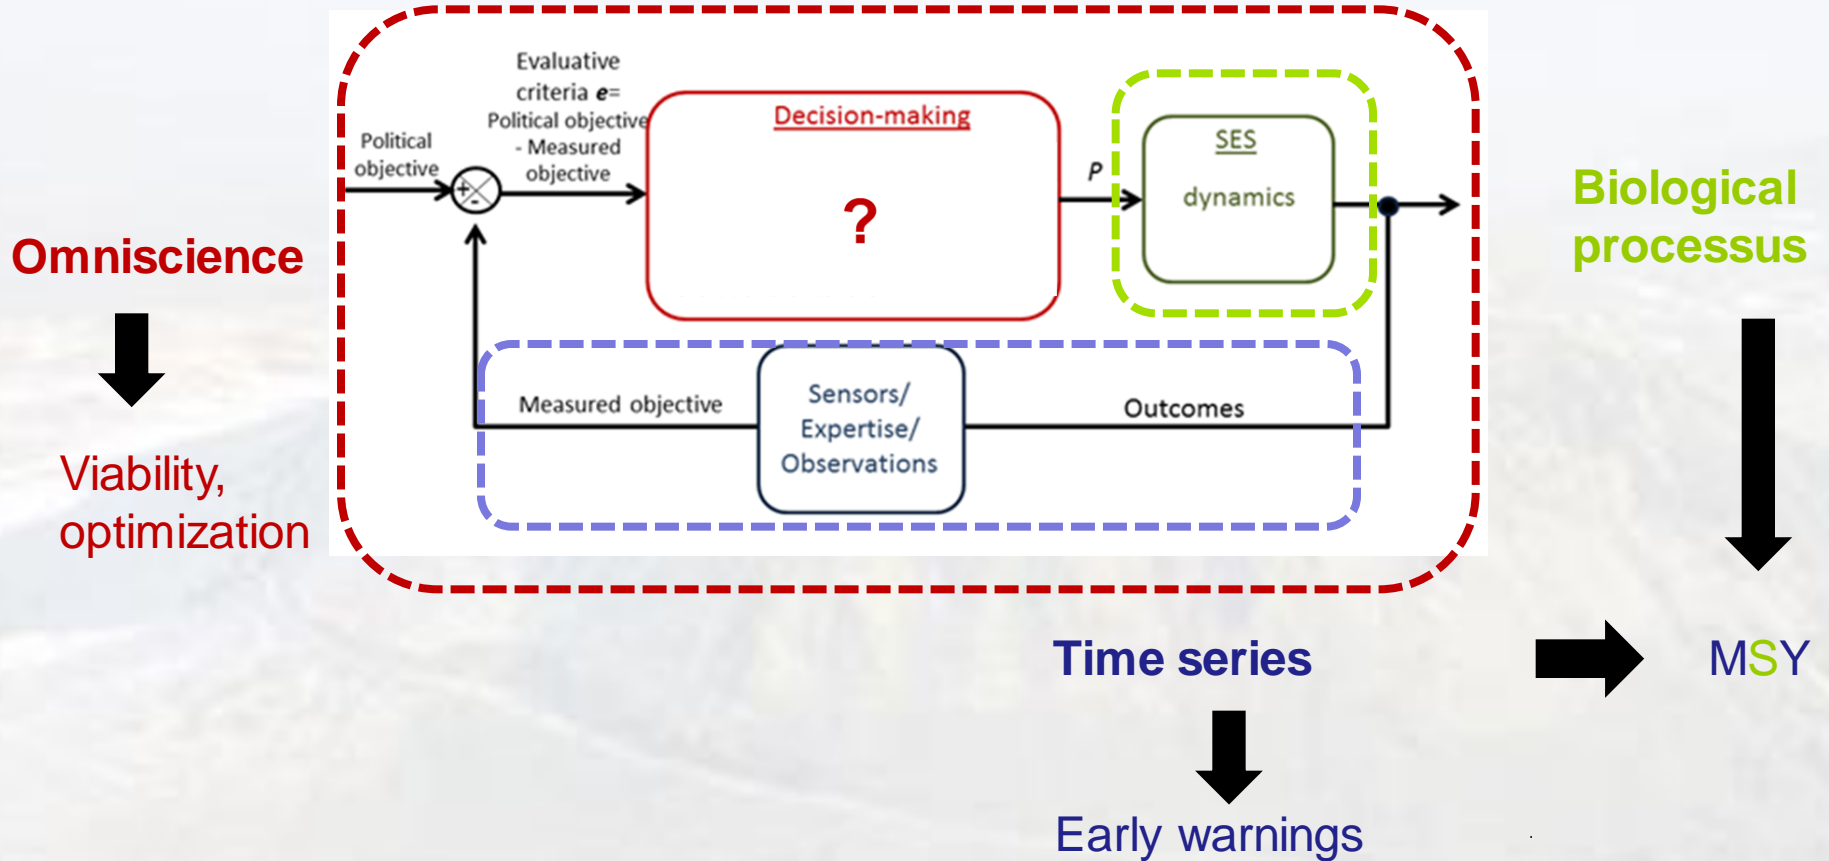 Evaluative
criteria e=
Political objective
- Measured
objective
Political
objective
+
-
Decision-making
?
P
SES
dynamics
Measured objective
Sensors/
Expertise/
Observations
Outcomes
Omniscience
Viability,
optimization
Biological
processus
Time series
MSY
Early warnings